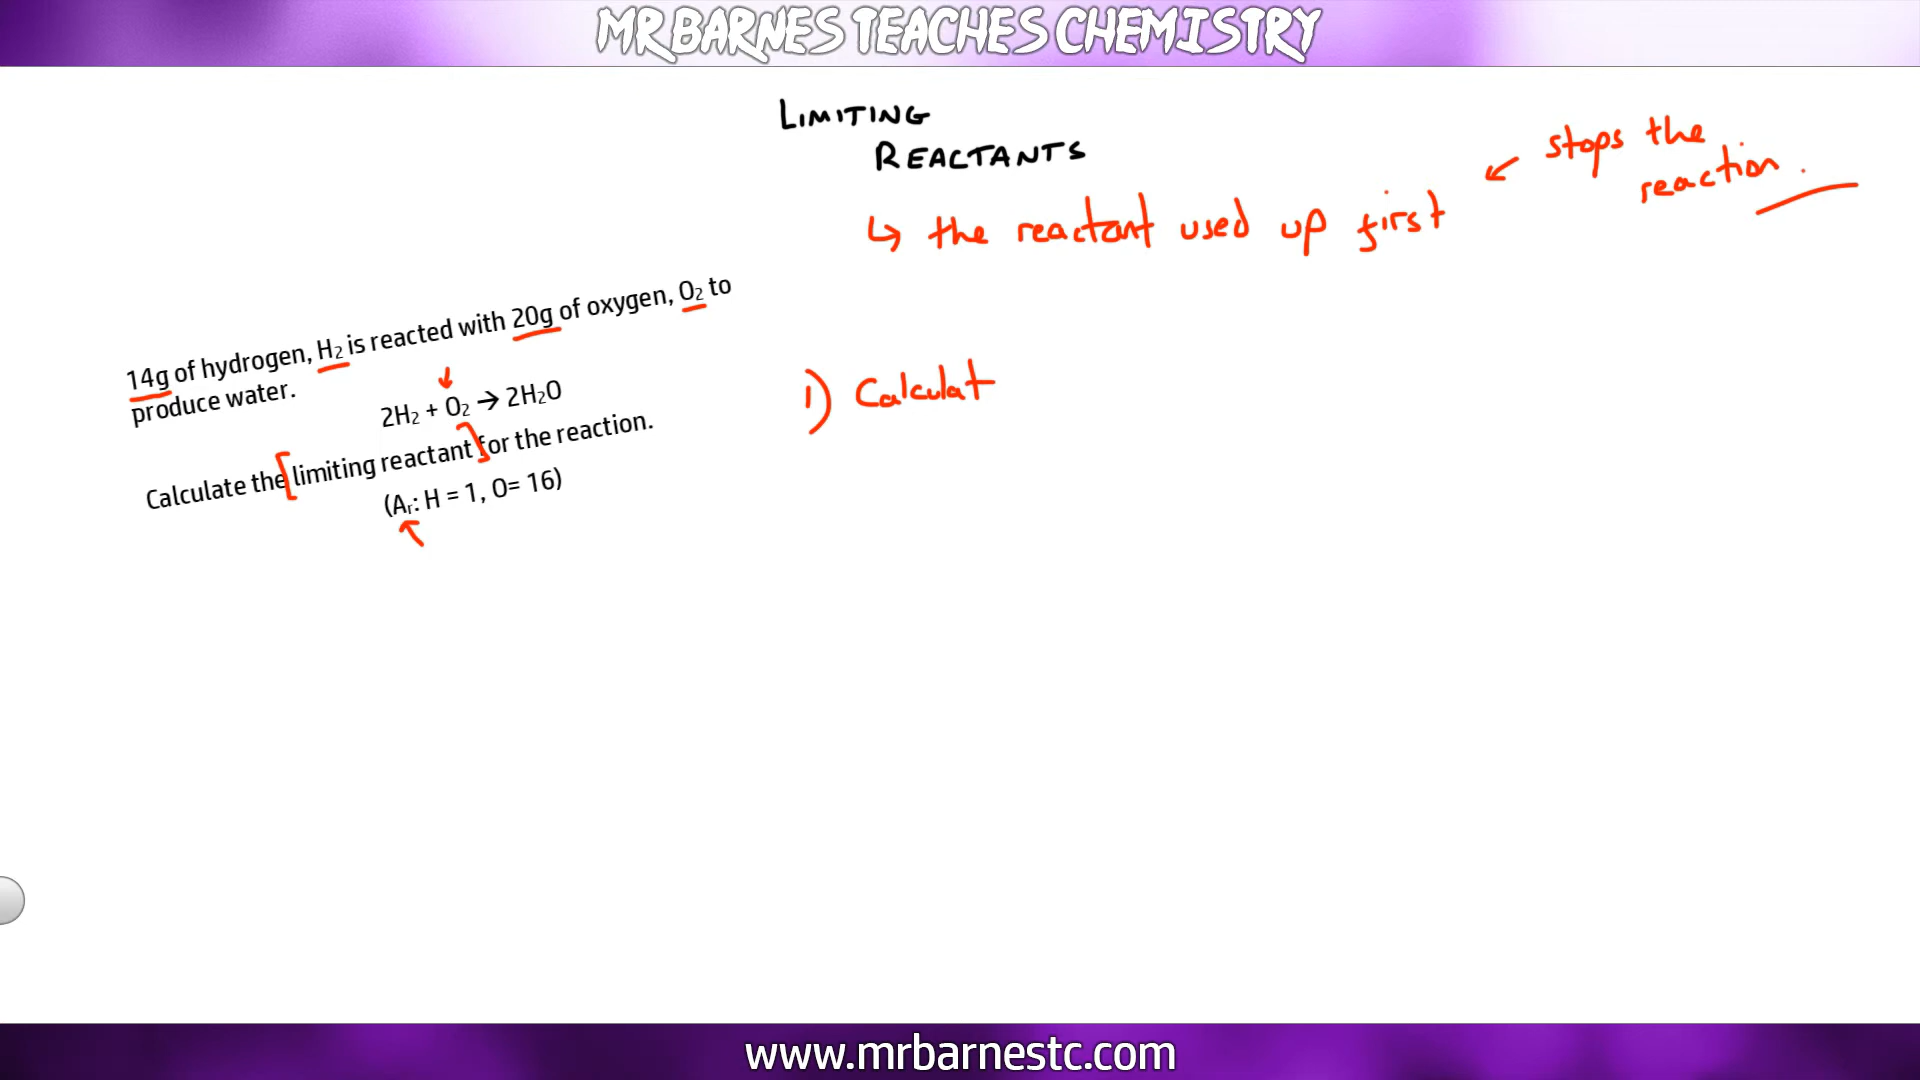 MR BARNES TEACHES CHEMISTRY
LIMITING
REACTANTS
↳ the reactant used up first ← stops the
reaction.
14g of hydrogen, H₂ is reacted with 20g of oxygen, O₂ to
produce water.
2H₂ + O₂ → 2H₂O
Calculate the [limiting reactant] for the reaction.
(Aᵣ: H = 1, O= 16)
1) Calculat
www.mrbarnestc.com